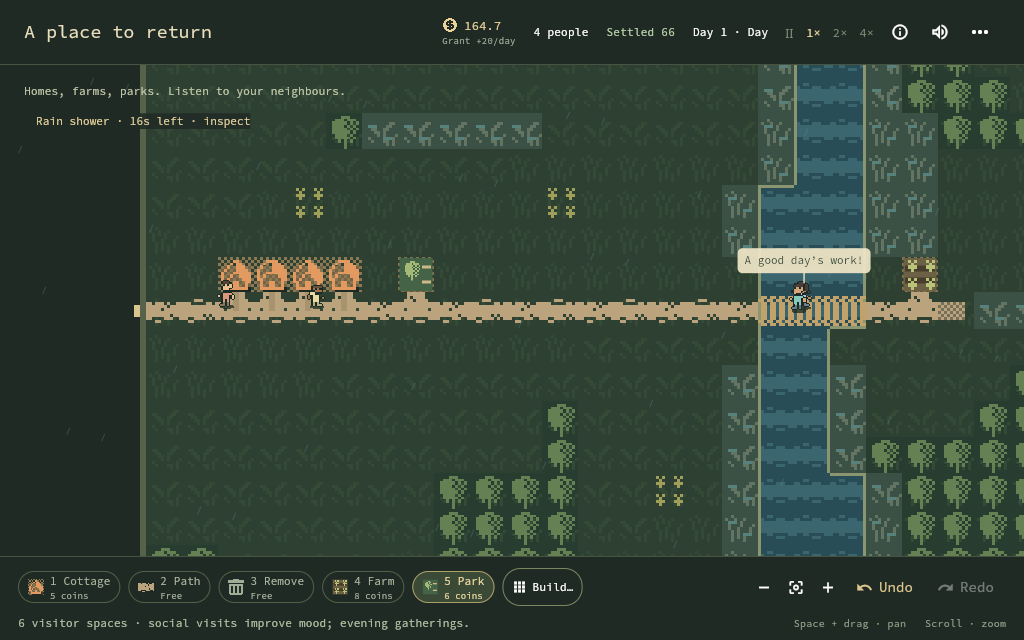 A place to return
$ 164.7
Grant +20/day
4 people
Settled 66
Day 1 · Day
1×
2×
4×
Homes, farms, parks. Listen to your neighbours.
Rain shower · 16s left · inspect
A good day's work!
1 Cottage
5 coins
2 Path
Free
3 Remove
Free
4 Farm
8 coins
5 Park
6 coins
Build…
Undo
Redo
6 visitor spaces · social visits improve mood; evening gatherings.
Space + drag · pan
Scroll · zoom